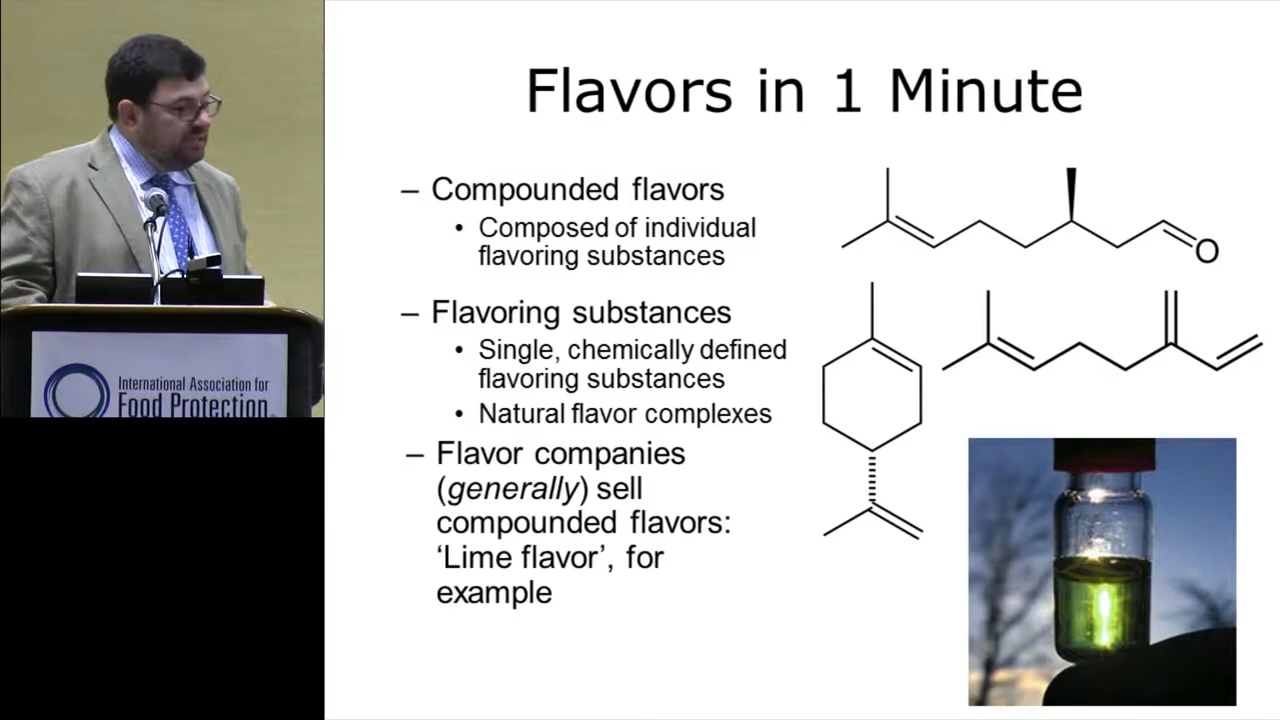 Flavors in 1 Minute
– Compounded flavors
• Composed of individual
flavoring substances
– Flavoring substances
• Single, chemically defined
flavoring substances
• Natural flavor complexes
– Flavor companies
(generally) sell
compounded flavors:
‘Lime flavor’, for
example
O
International Association for
Food Protection